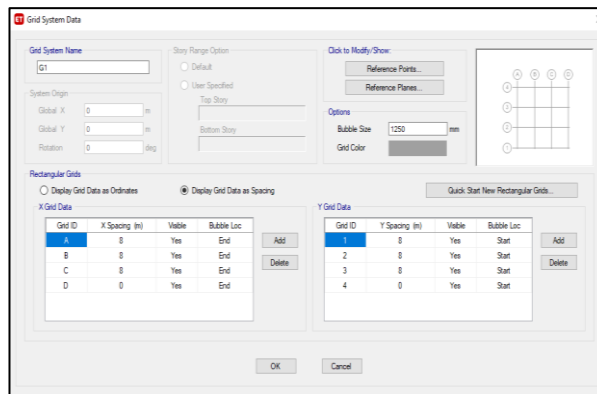 ET Grid System Data
Grid System Name
G1
System Origin
Global X 0 m
Global Y 0 m
Rotation 0 deg
Story Range Option
Default
User Specified
Top Story
Bottom Story
Click to Modify/Show:
Reference Points...
Reference Planes...
Options
Bubble Size 1250 mm
Grid Color
A B C D
4
3
2
1
Rectangular Grids
Display Grid Data as Ordinates
Display Grid Data as Spacing
Quick Start New Rectangular Grids...
X Grid Data
Grid ID X Spacing (m) Visible Bubble Loc
A 8 Yes End
B 8 Yes End
C 8 Yes End
D 0 Yes End
Add
Delete
Y Grid Data
Grid ID Y Spacing (m) Visible Bubble Loc
1 8 Yes Start
2 8 Yes Start
3 8 Yes Start
4 0 Yes Start
Add
Delete
OK
Cancel